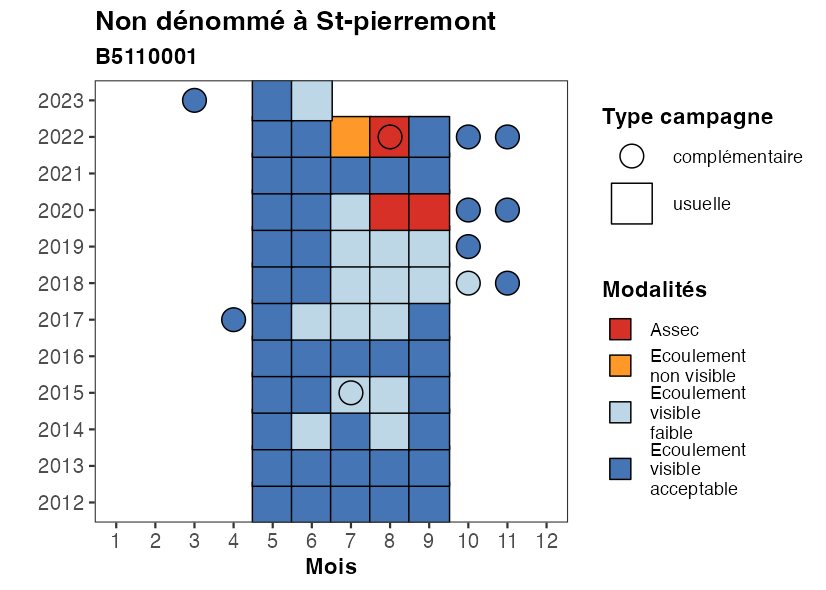 Non dénommé à St-pierremont
B5110001
2023
2022
2021
2020
2019
2018
2017
2016
2015
2014
2013
2012
1 2 3 4 5 6 7 8 9 10 11 12
Mois
Type campagne
complémentaire
usuelle
Modalités
Assec
Ecoulement
non visible
Ecoulement
visible
faible
Ecoulement
visible
acceptable